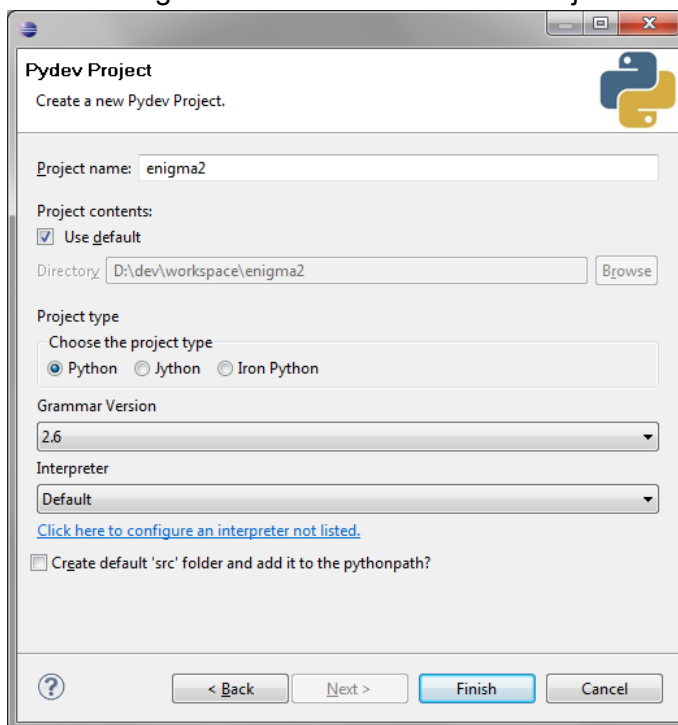 Pydev Project
Create a new Pydev Project.
Project name: enigma2
Project contents:
Use default
Directory D:\dev\workspace\enigma2 Browse
Project type
Choose the project type
Python Jython Iron Python
Grammar Version
2.6
Interpreter
Default
Click here to configure an interpreter not listed.
Create default 'src' folder and add it to the pythonpath?
? < Back Next > Finish Cancel